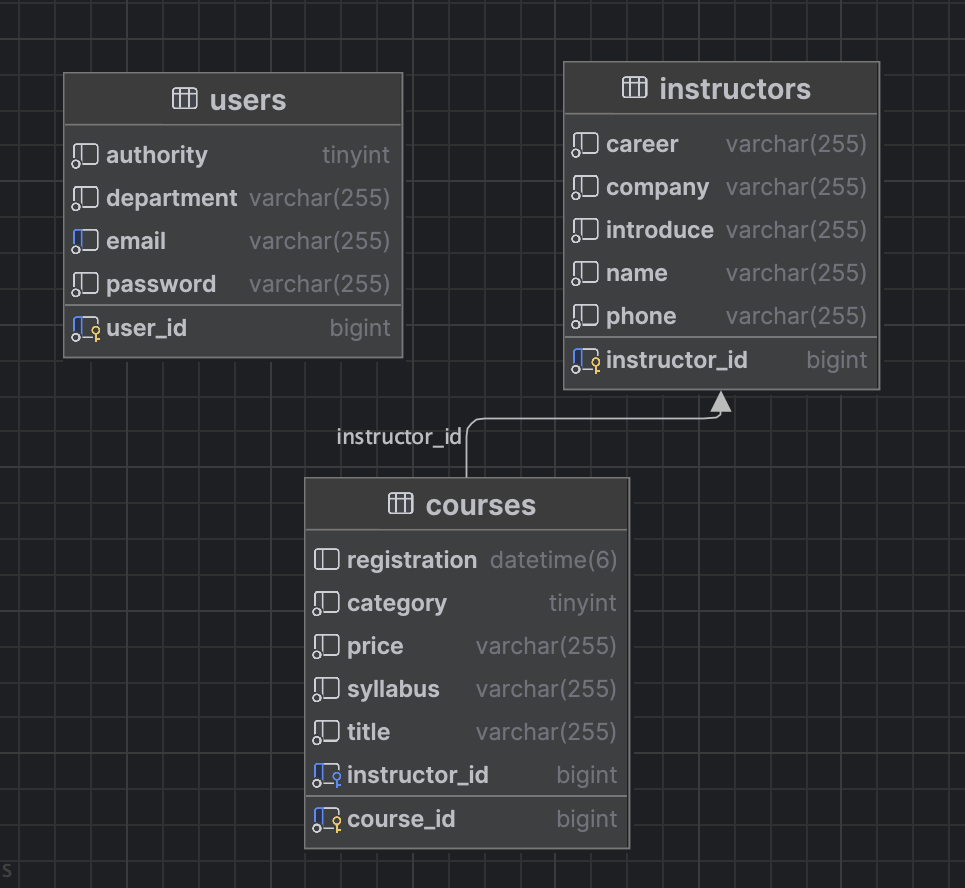 users
authority tinyint
department varchar(255)
email varchar(255)
password varchar(255)
user_id bigint
instructors
career varchar(255)
company varchar(255)
introduce varchar(255)
name varchar(255)
phone varchar(255)
instructor_id bigint
instructor_id
courses
registration datetime(6)
category tinyint
price varchar(255)
syllabus varchar(255)
title varchar(255)
instructor_id bigint
course_id bigint
s